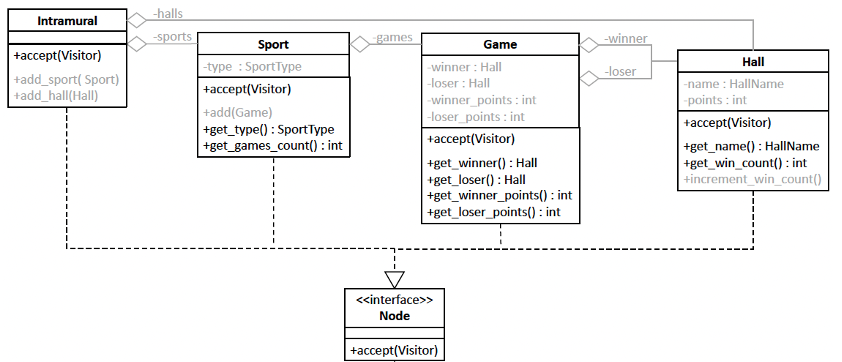 Intramural
+accept(Visitor)
+add_sport( Sport)
+add_hall(Hall)
-halls
-sports
Sport
-type : SportType
+accept(Visitor)
+add(Game)
+get_type() : SportType
+get_games_count() : int
-games
Game
-winner : Hall
-loser : Hall
-winner_points : int
-loser_points : int
+accept(Visitor)
+get_winner() : Hall
+get_loser() : Hall
+get_winner_points() : int
+get_loser_points() : int
-winner
-loser
Hall
-name : HallName
-points : int
+accept(Visitor)
+get_name() : HallName
+get_win_count() : int
+increment_win_count()
<<interface>>
Node
+accept(Visitor)